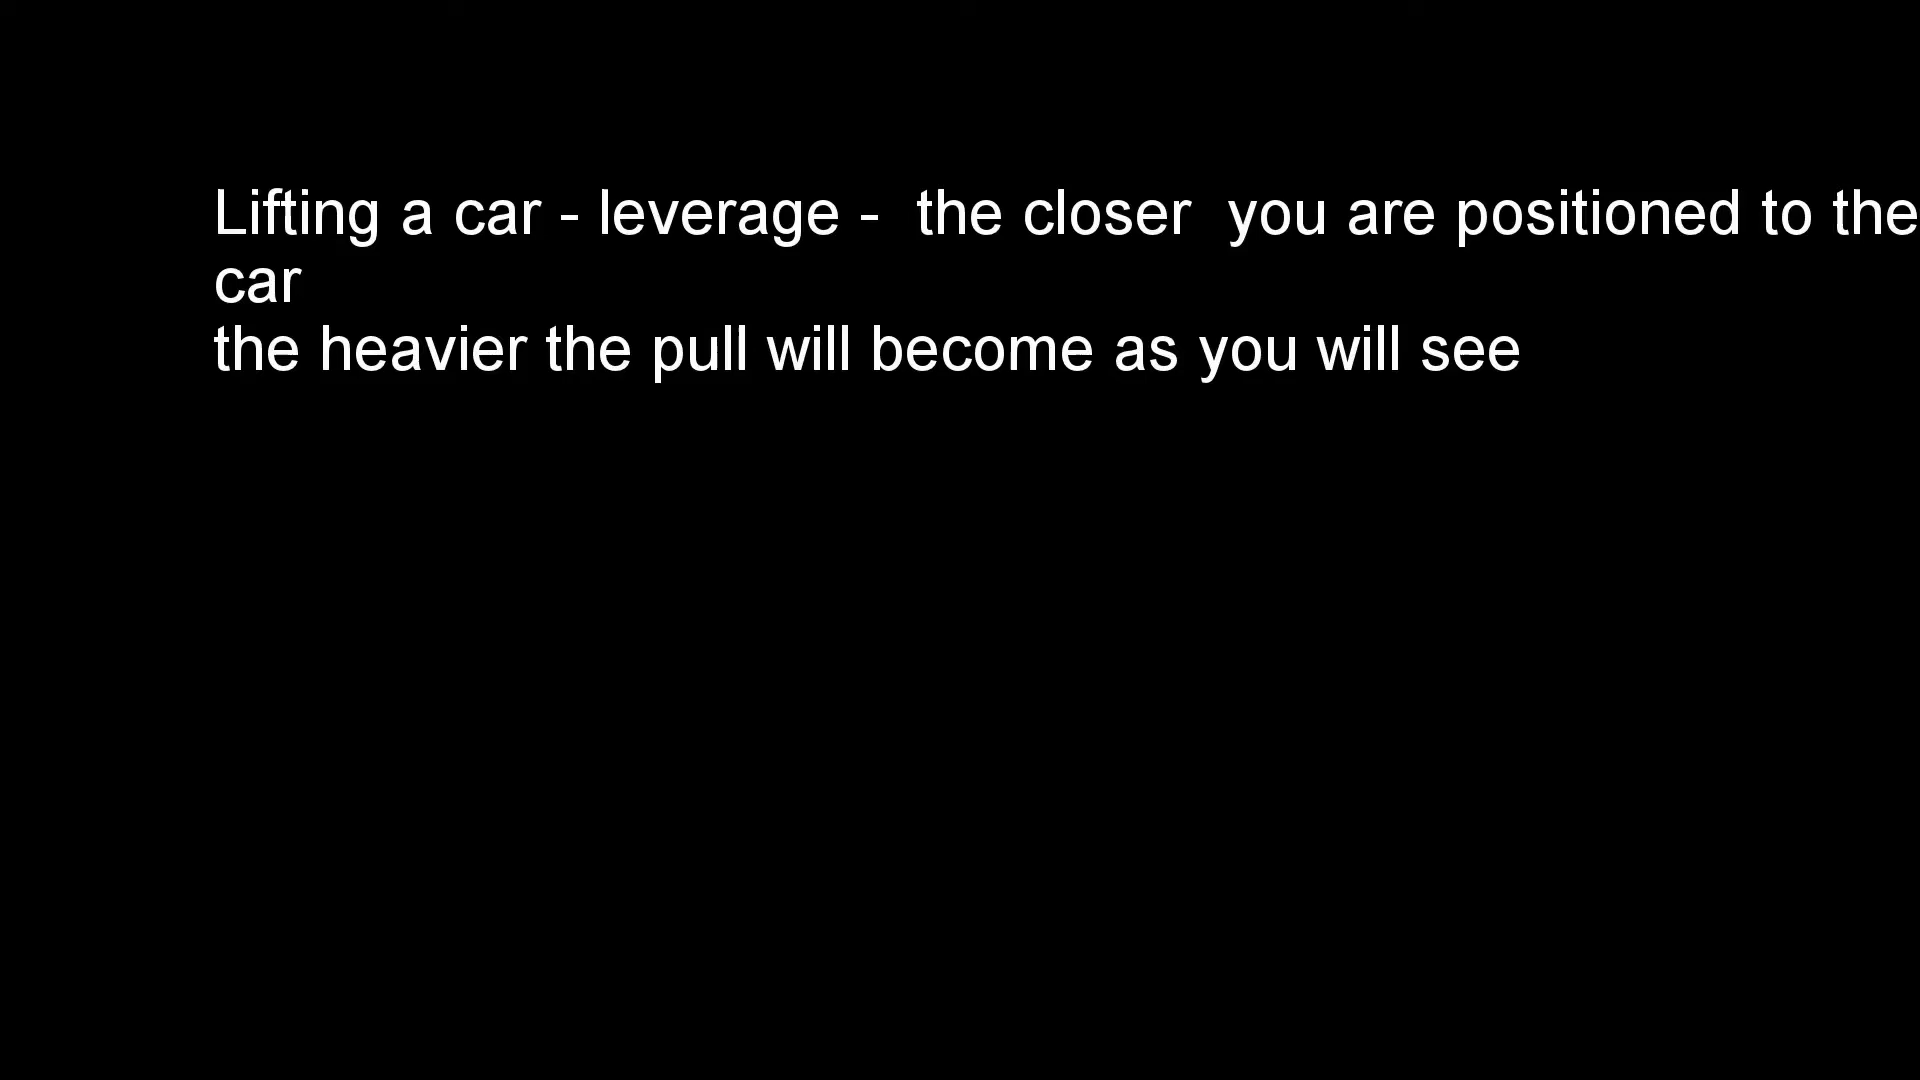 Lifting a car - leverage -  the closer  you are positioned to the
car
the heavier the pull will become as you will see